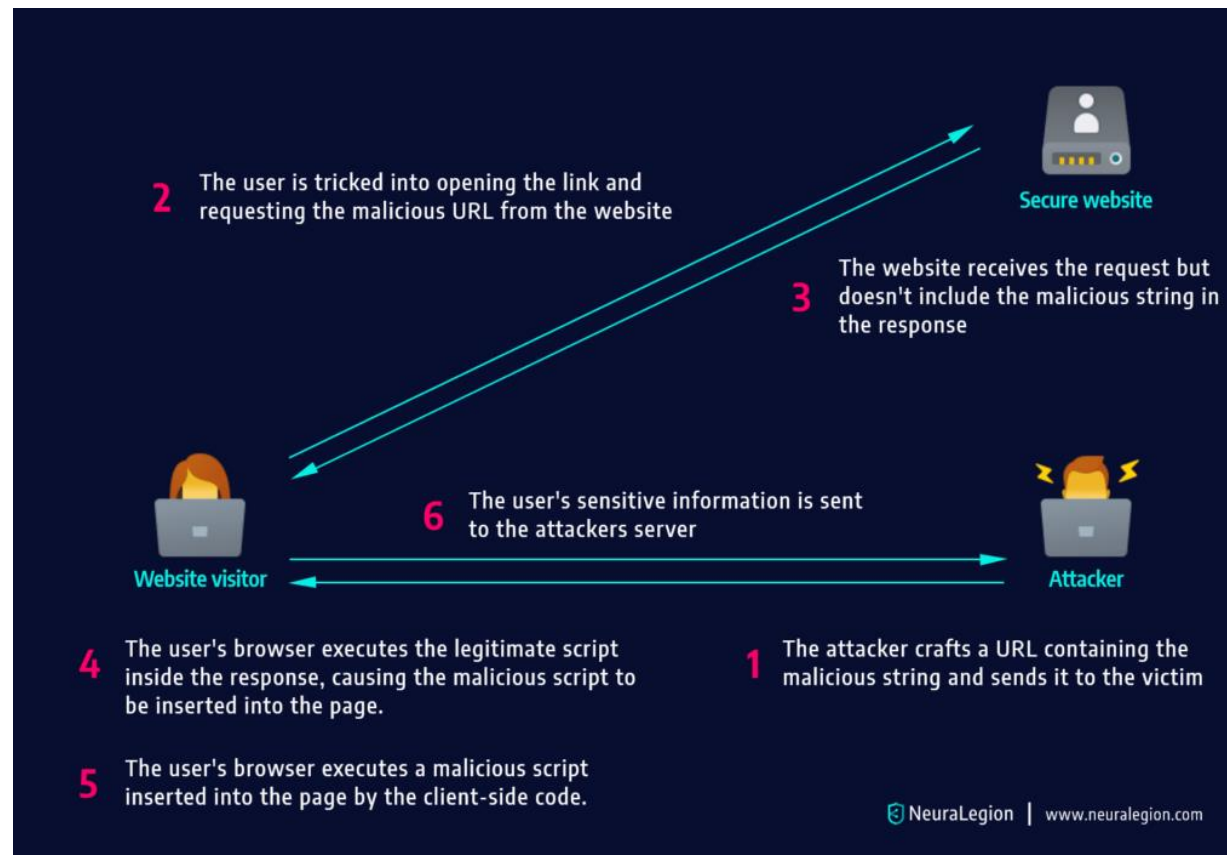 2
The user is tricked into opening the link and
requesting the malicious URL from the website
Secure website
3
The website receives the request but
doesn't include the malicious string in
the response
6
The user's sensitive information is sent
to the attackers server
Website visitor
Attacker
4
The user's browser executes the legitimate script
inside the response, causing the malicious script to
be inserted into the page.
1
The attacker crafts a URL containing the
malicious string and sends it to the victim
5
The user's browser executes a malicious script
inserted into the page by the client-side code.
NeuraLegion | www.neuralegion.com